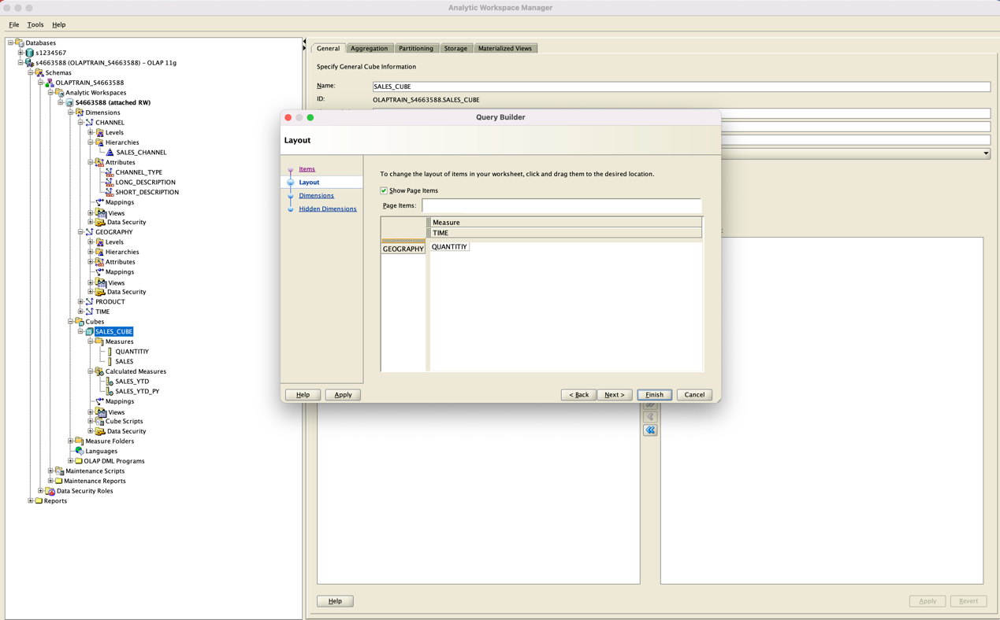 Analytic Workspace Manager
File Tools Help
Databases
s1234567
s4663588 (OLAPTRAIN_S4663588) - OLAP 11g
Schemas
OLAPTRAIN_S4663588
Analytic Workspaces
S4663588 (attached RW)
Dimensions
CHANNEL
Levels
Hierarchies
SALES_CHANNEL
Attributes
CHANNEL_TYPE
LONG_DESCRIPTION
SHORT_DESCRIPTION
Mappings
Views
Data Security
GEOGRAPHY
Levels
Hierarchies
Attributes
Mappings
Views
Data Security
PRODUCT
TIME
Cubes
SALES_CUBE
Measures
QUANTITIY
SALES
Calculated Measures
SALES_YTD
SALES_YTD_PY
Mappings
Views
Cube Scripts
Data Security
Measure Folders
Languages
OLAP DML Programs
Maintenance Scripts
Maintenance Reports
Data Security Roles
Reports
General Aggregation Partitioning Storage Materialized Views
Specify General Cube Information
Name: SALES_CUBE
ID: OLAPTRAIN_S4663588.SALES_CUBE
Query Builder
Layout
Items
Layout
Dimensions
Hidden Dimensions
To change the layout of items in your worksheet, click and drag them to the desired location.
Show Page Items
Page Items:
Measure
TIME
GEOGRAPHY QUANTITIY
Help Apply < Back Next > Finish Cancel
Help Apply Revert